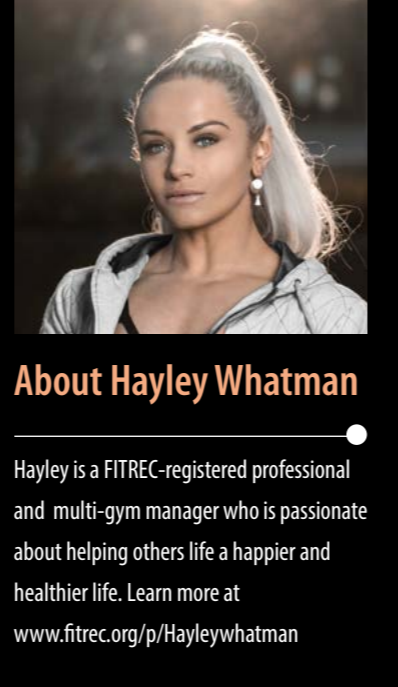 About Hayley Whatman
Hayley is a FITREC-registered professional
and multi-gym manager who is passionate
about helping others life a happier and
healthier life. Learn more at
www.fitrec.org/p/Hayleywhatman